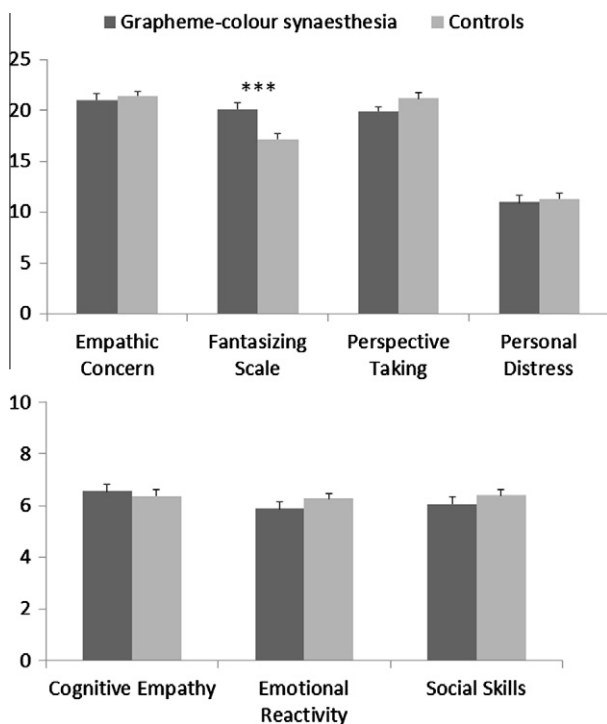 Grapheme-colour synaesthesia Controls
25
***
20
15
10
5
0
Empathic Fantasizing Perspective Personal
Concern Scale Taking Distress
10
8
6
4
2
0
Cognitive Empathy Emotional Social Skills
Reactivity